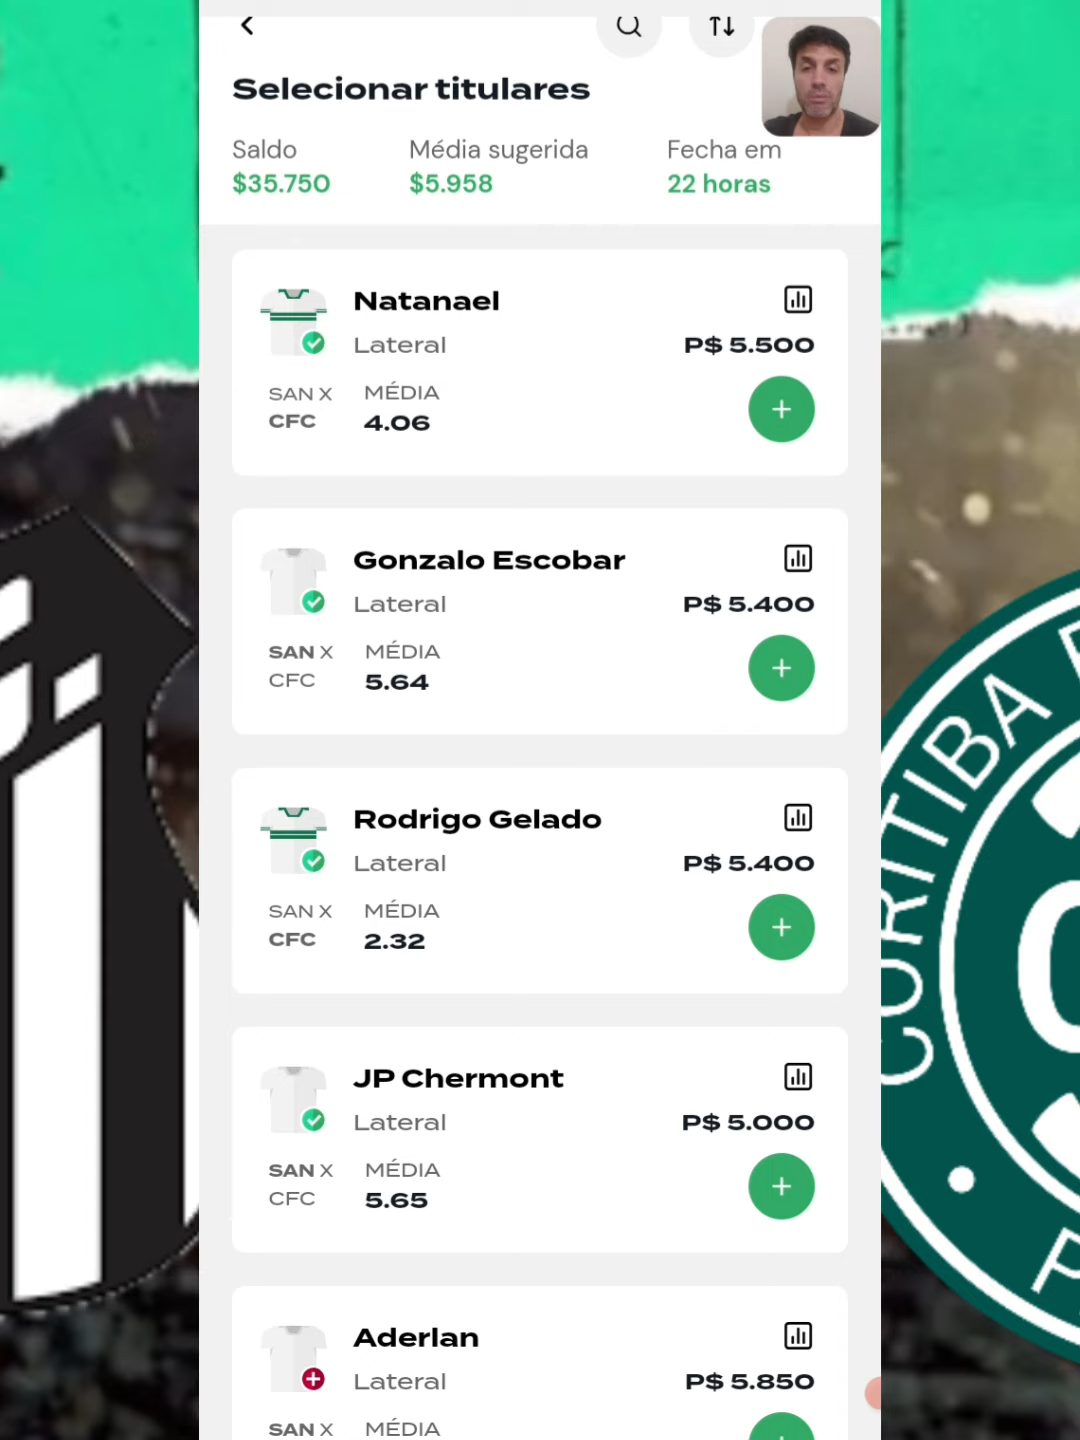 Selecionar titulares
Saldo
Média sugerida
Fecha em
$35.750
$5.958
22 horas
Natanael
Lateral
P$ 5.500
SAN X
CFC
MÉDIA
4.06
Gonzalo Escobar
Lateral
P$ 5.400
SAN X
CFC
MÉDIA
5.64
Rodrigo Gelado
Lateral
P$ 5.400
SAN X
CFC
MÉDIA
2.32
JP Chermont
Lateral
P$ 5.000
SAN X
CFC
MÉDIA
5.65
Aderlan
Lateral
P$ 5.850
SAN X
MÉDIA
CORITIBA